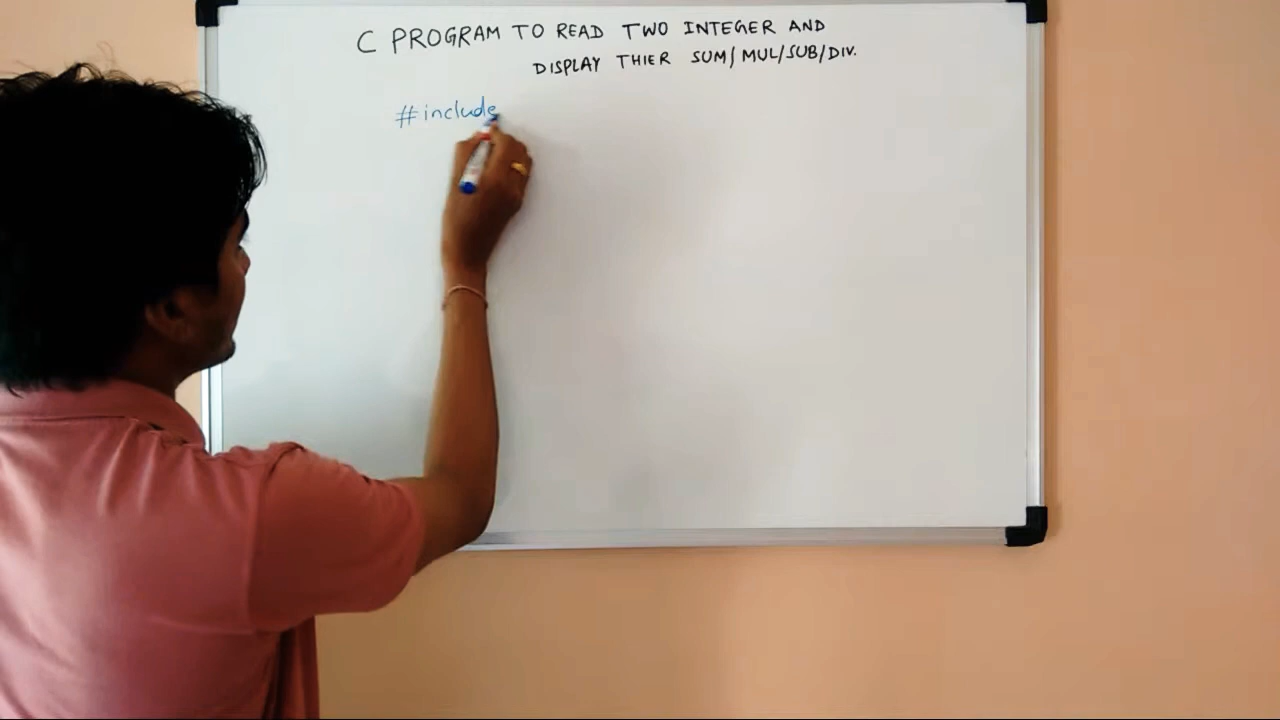 C PROGRAM TO READ TWO INTEGER AND
DISPLAY THIER SUM/MUL/SUB/DIV.
#include